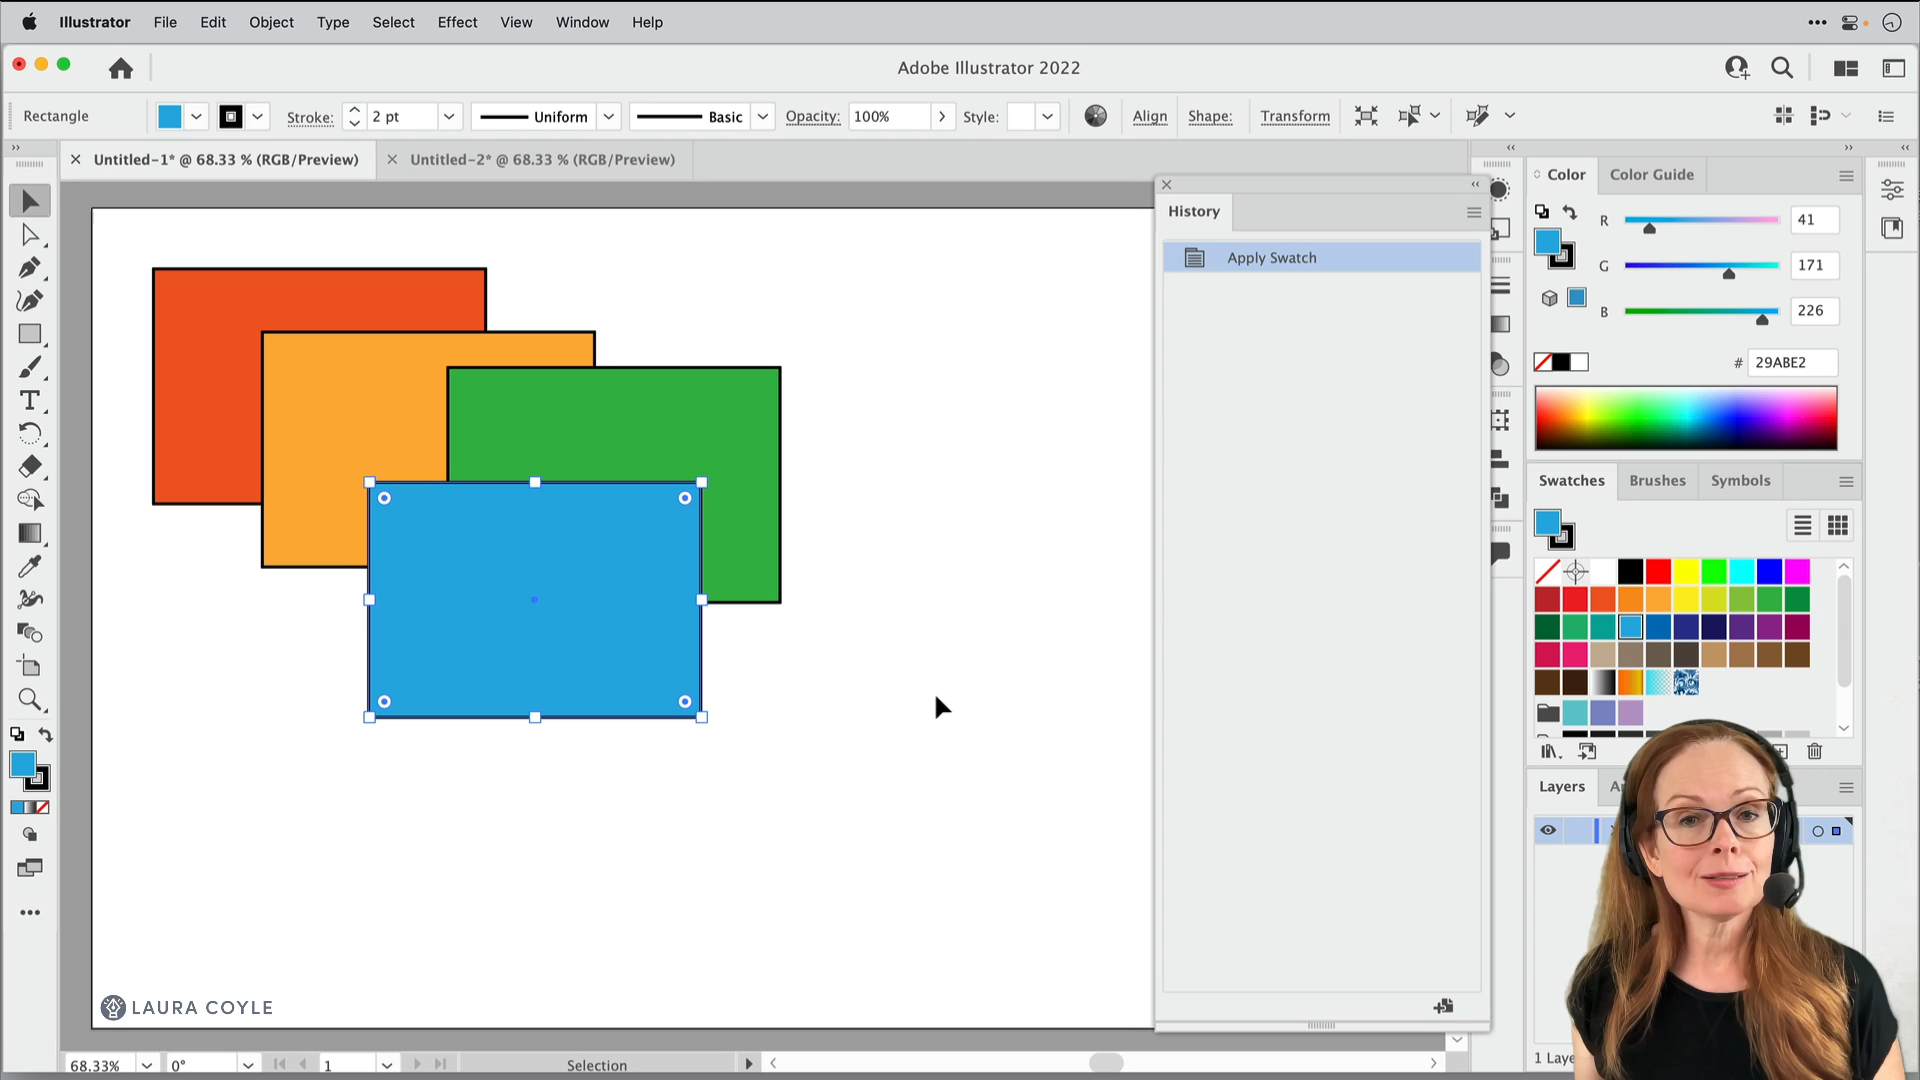 Illustrator File Edit Object Type Select Effect View Window Help
Adobe Illustrator 2022
Rectangle Stroke: 2 pt Uniform Basic Opacity: 100% Style: Align Shape: Transform
Untitled-1* @ 68.33 % (RGB/Preview) Untitled-2* @ 68.33 % (RGB/Preview)
History
Apply Swatch
Color Color Guide
R 41
G 171
B 226
# 29ABE2
Swatches Brushes Symbols
Layers
LAURA COYLE
68.33% 0° 1 Selection
1 Laye